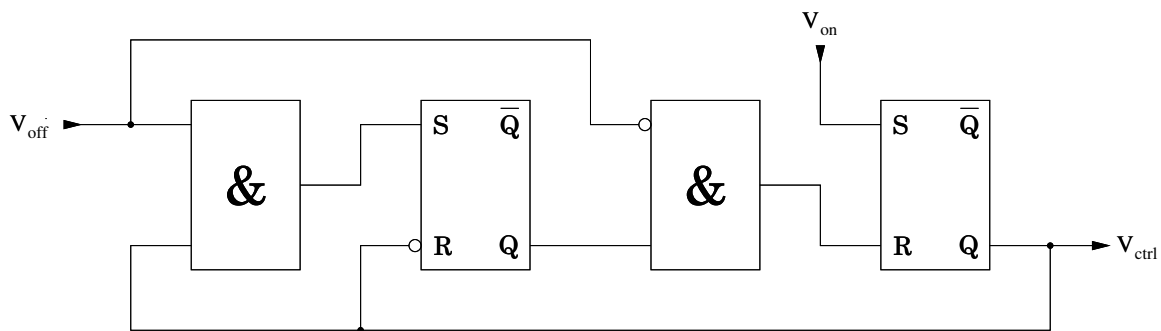 V_on
V_off
&
S Q̅
R Q
&
S Q̅
R Q
V_ctrl